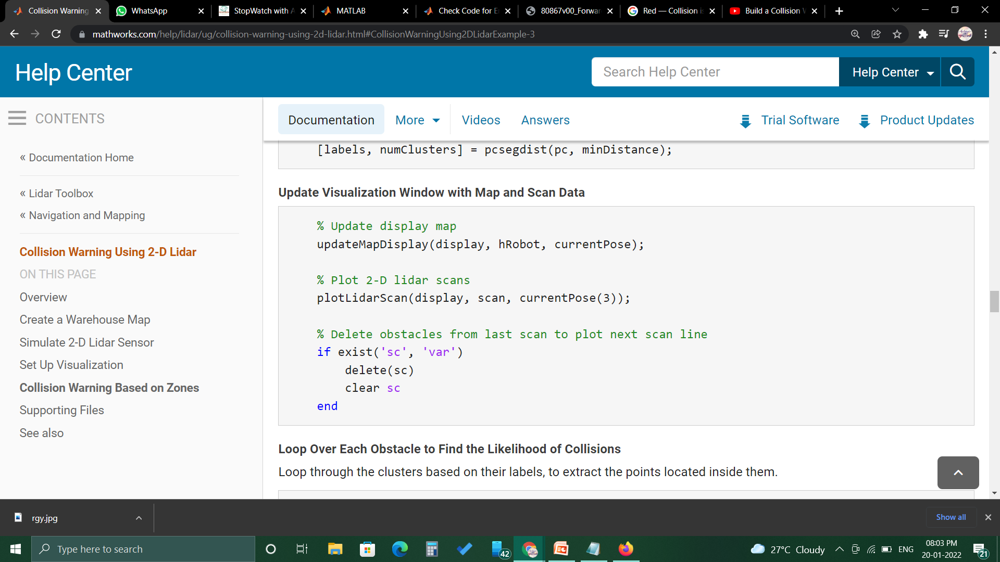 Collision Warning
WhatsApp
StopWatch with A
MATLAB
Check Code for E
80867v00_Forwar
Red — Collision i
Build a Collision
mathworks.com/help/lidar/ug/collision-warning-using-2d-lidar.html#CollisionWarningUsing2DLidarExample-3
Help Center
Search Help Center
Help Center
CONTENTS
Documentation
More
Videos
Answers
Trial Software
Product Updates
« Documentation Home
« Lidar Toolbox
« Navigation and Mapping
Collision Warning Using 2-D Lidar
ON THIS PAGE
Overview
Create a Warehouse Map
Simulate 2-D Lidar Sensor
Set Up Visualization
Collision Warning Based on Zones
Supporting Files
See also
[labels, numClusters] = pcsegdist(pc, minDistance);
Update Visualization Window with Map and Scan Data
% Update display map
updateMapDisplay(display, hRobot, currentPose);
% Plot 2-D lidar scans
plotLidarScan(display, scan, currentPose(3));
% Delete obstacles from last scan to plot next scan line
if exist('sc', 'var')
delete(sc)
clear sc
end
Loop Over Each Obstacle to Find the Likelihood of Collisions
Loop through the clusters based on their labels, to extract the points located inside them.
rgy.jpg
Show all
Type here to search
42
27°C Cloudy
ENG
08:03 PM
20-01-2022
21